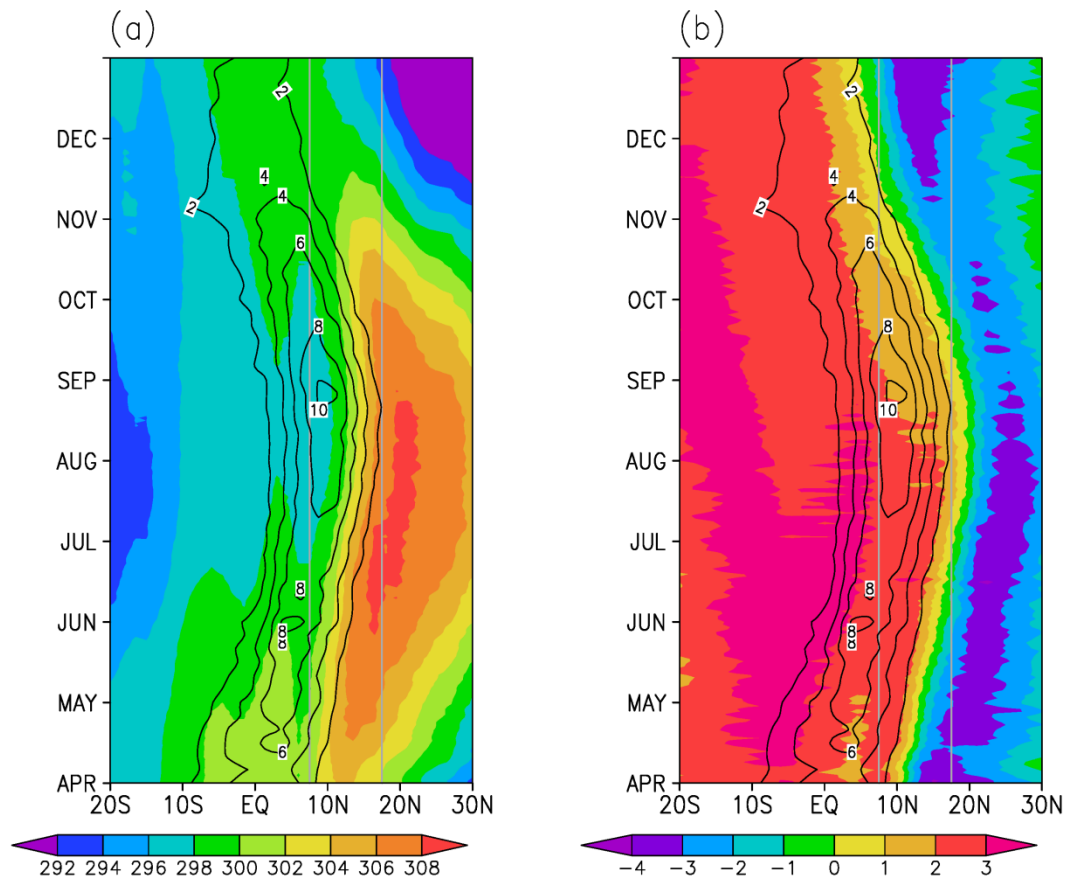 (a)
(b)
2
2
DEC
DEC
4
4
4
4
2
2
NOV
NOV
6
6
OCT
OCT
8
8
SEP
SEP
10
10
AUG
AUG
JUL
JUL
8
8
JUN
JUN
8
8
8
8
MAY
MAY
6
6
APR
APR
20S 10S EQ 10N 20N 30N
20S 10S EQ 10N 20N 30N
292 294 296 298 300 302 304 306 308
-4 -3 -2 -1 0 1 2 3